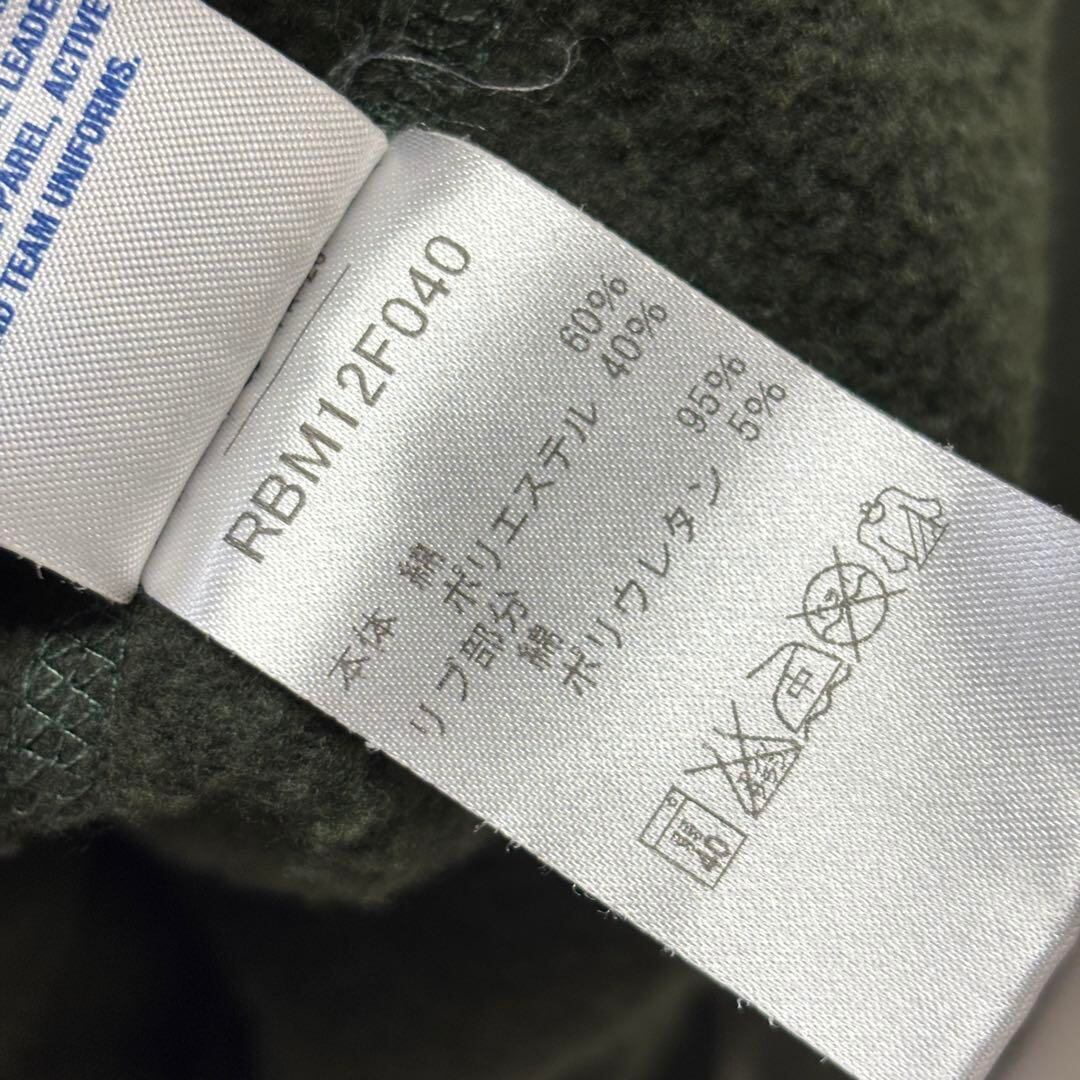 LEADE
PAREL, ACTIVE
D TEAM UNIFORMS.
RBM12F040
本体 綿 60%
ポリエステル 40%
リブ部分
綿 95%
ポリウレタン 5%
40
中